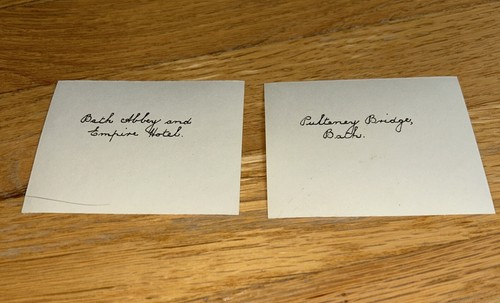 Bath Abbey and
Empire Hotel.
Pulteney Bridge,
Bath.